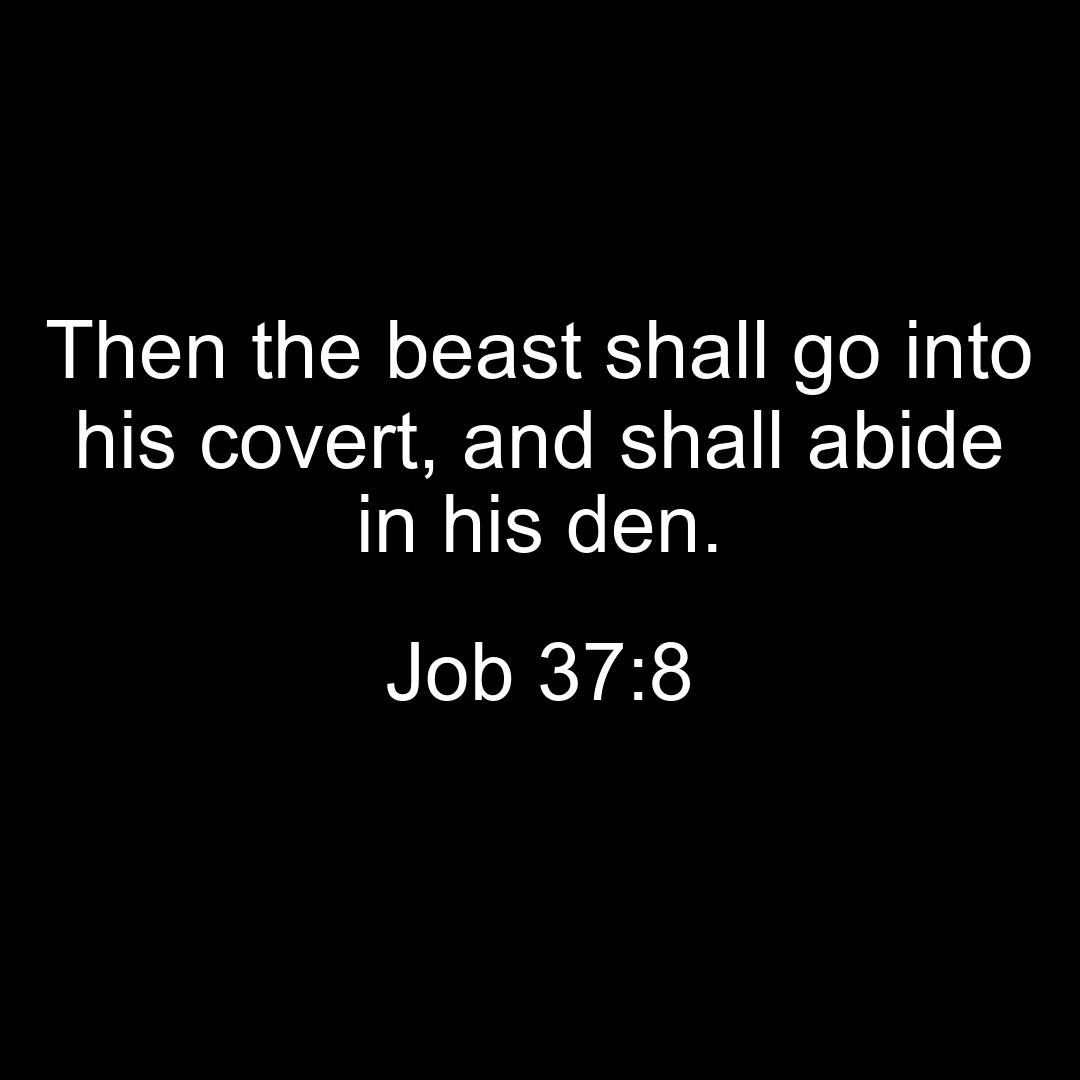 Then the beast shall go into
his covert, and shall abide
in his den.
Job 37:8